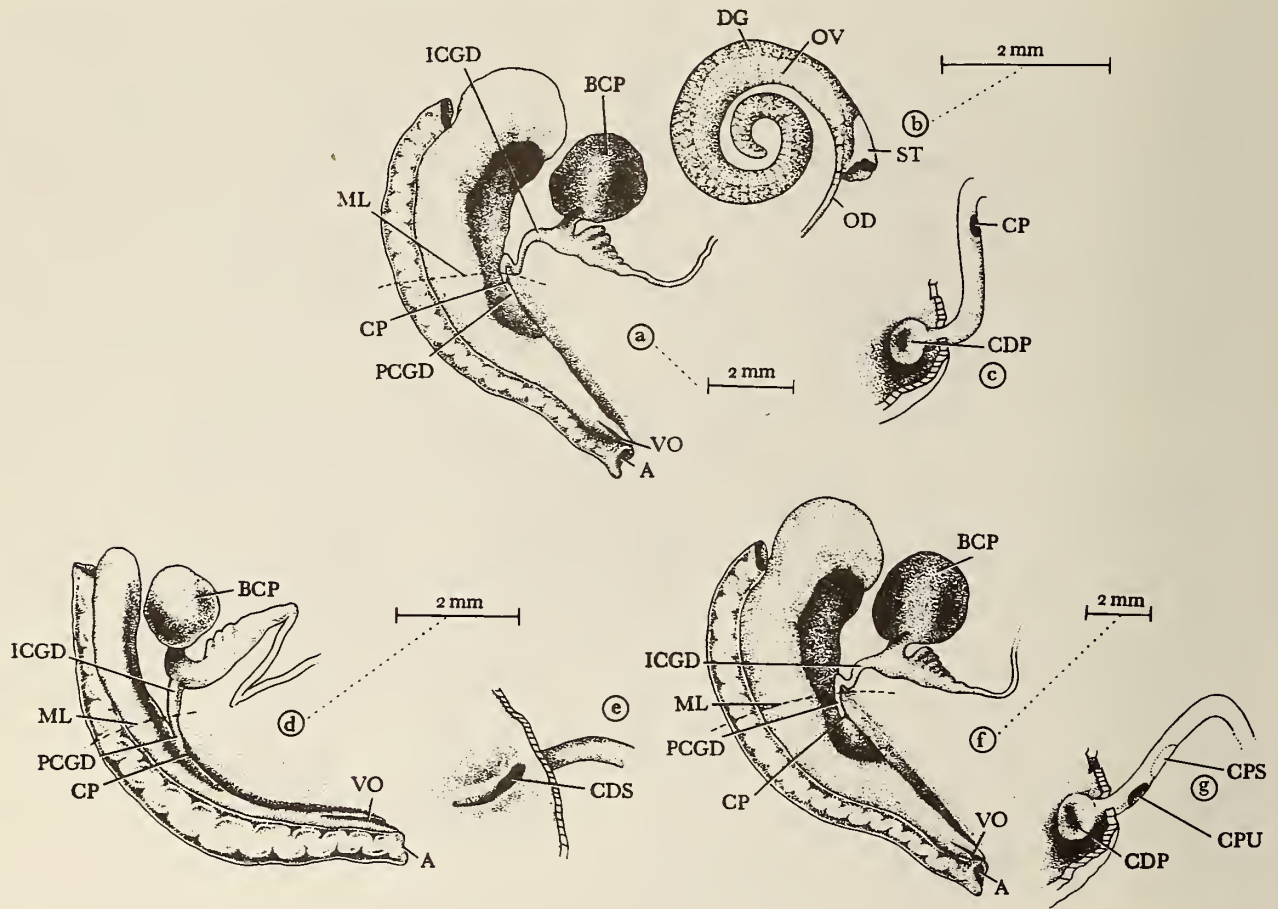 DG
OV
ICGD
BCP
2 mm
b
ST
ML
OD
CP
CP
CDP
PCGD
a
c
2 mm
VO
A
BCP
BCP
2 mm
2 mm
ICGD
ICGD
e
ML
d
ML
f
PCGD
PCGD
CPS
CP
VO
CDS
CP
g
VO
CPU
A
CDP
A